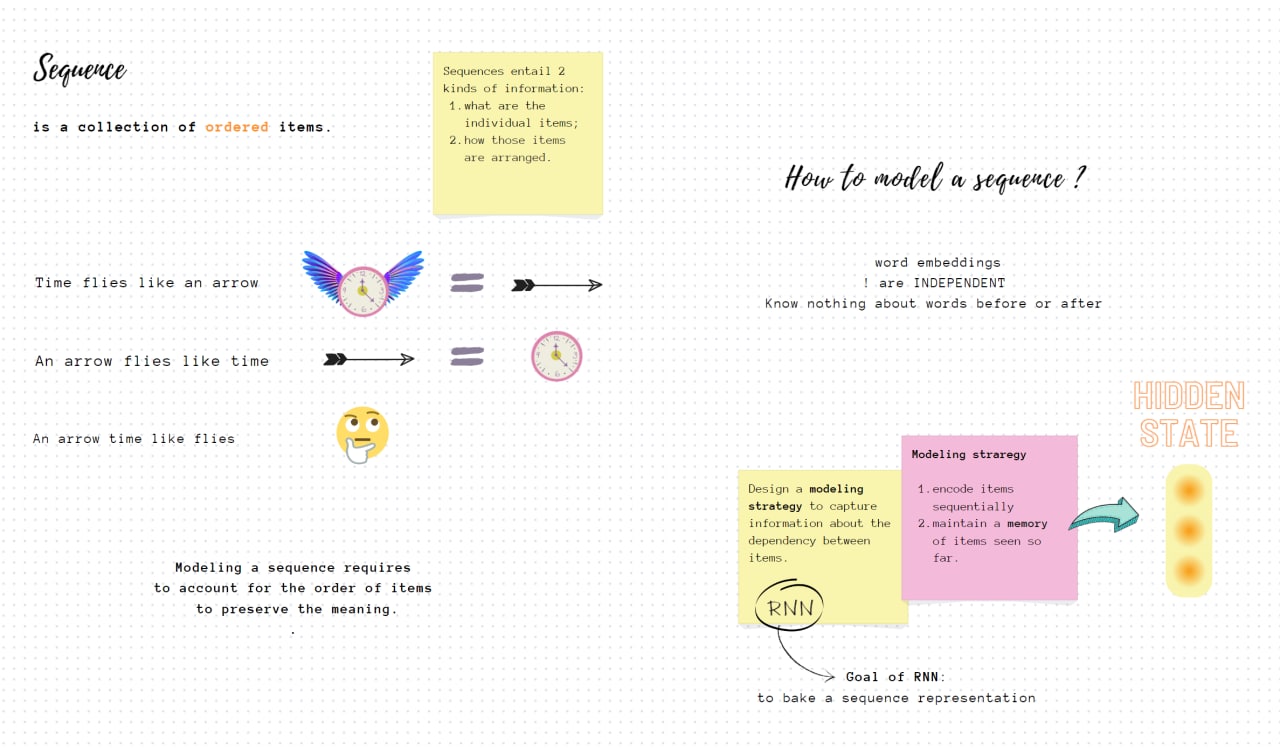 Sequence
is a collection of ordered items.
Sequences entail 2
kinds of information:
1. what are the
individual items;
2. how those items
are arranged.
Time flies like an arrow
An arrow flies like time
An arrow time like flies
Modeling a sequence requires
to account for the order of items
to preserve the meaning.
.
How to model a sequence ?
word embeddings
! are INDEPENDENT
Know nothing about words before or after
Design a modeling
strategy to capture
information about the
dependency between
items.
RNN
Modeling straregy
1. encode items
sequentially
2. maintain a memory
of items seen so
far.
HIDDEN
STATE
Goal of RNN:
to bake a sequence representation